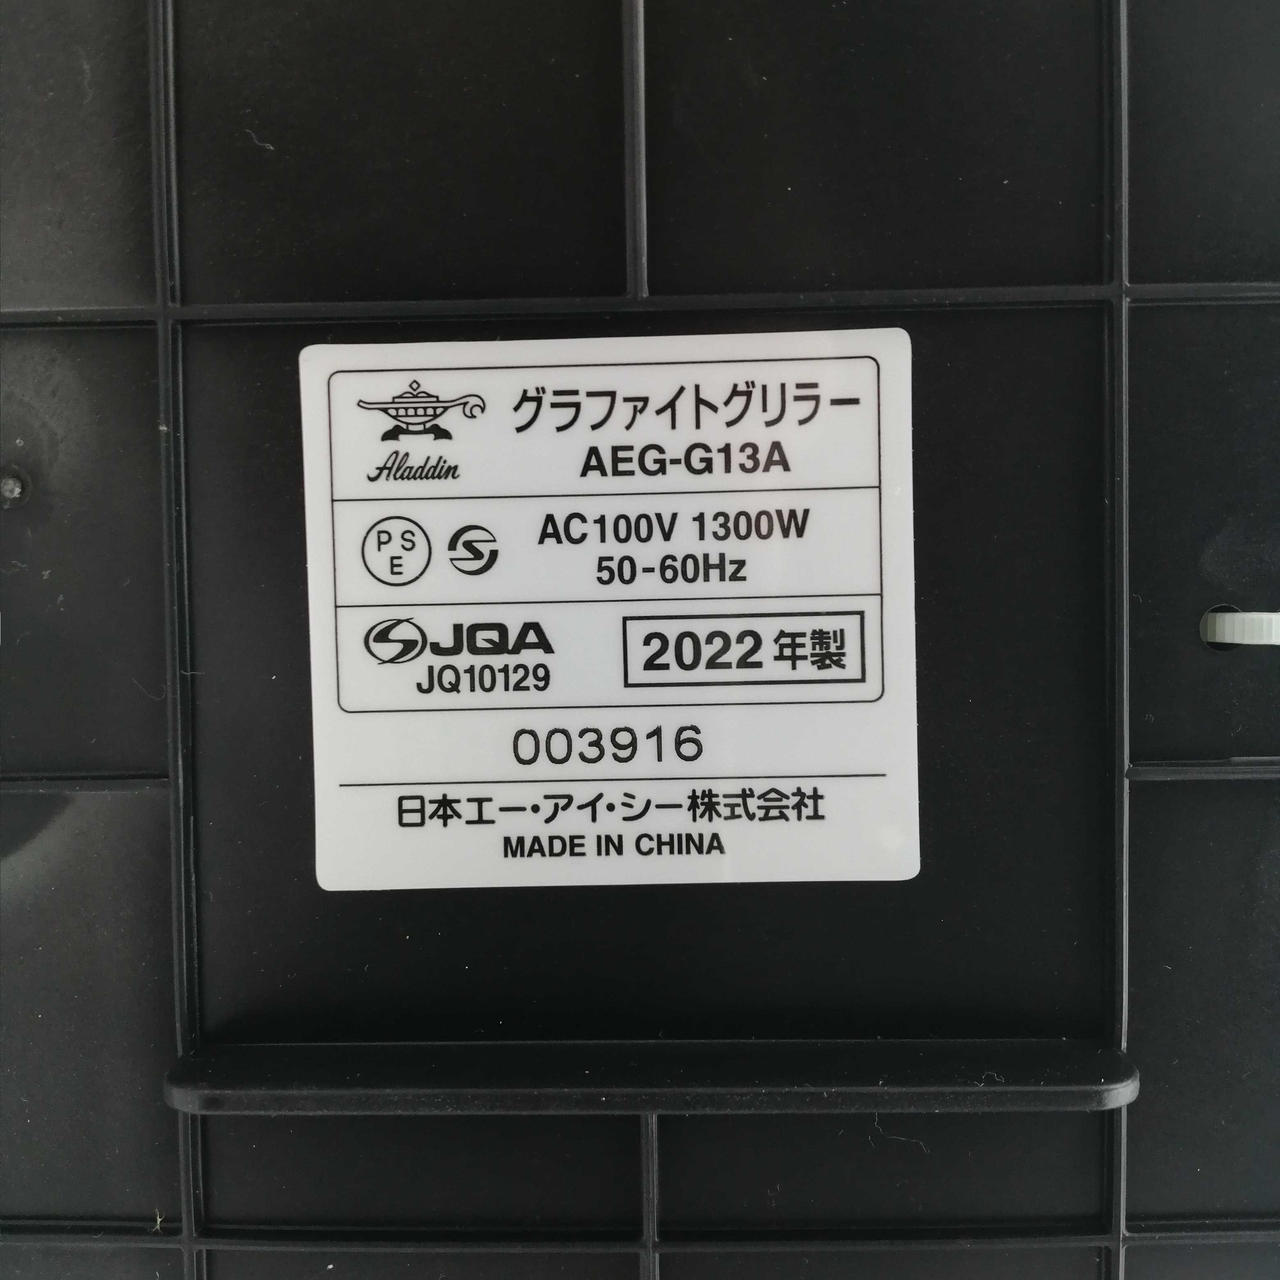 グラファイトグリラー
Aladdin
AEG-G13A
PSE
AC100V 1300W
50-60Hz
JQA
JQ10129
2022年製
003916
日本エー・アイ・シー株式会社
MADE IN CHINA